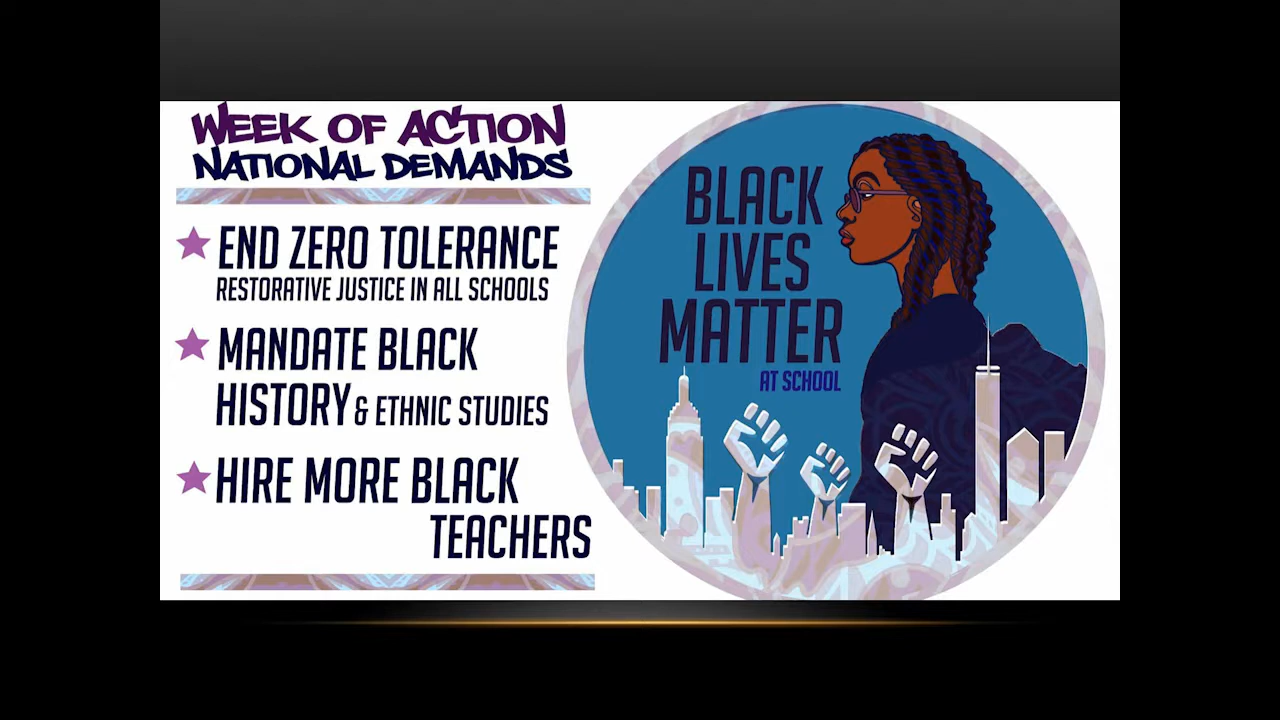 WEEK OF ACTION
NATIONAL DEMANDS
END ZERO TOLERANCE
RESTORATIVE JUSTICE IN ALL SCHOOLS
MANDATE BLACK
HISTORY & ETHNIC STUDIES
HIRE MORE BLACK
TEACHERS
BLACK
LIVES
MATTER
AT SCHOOL